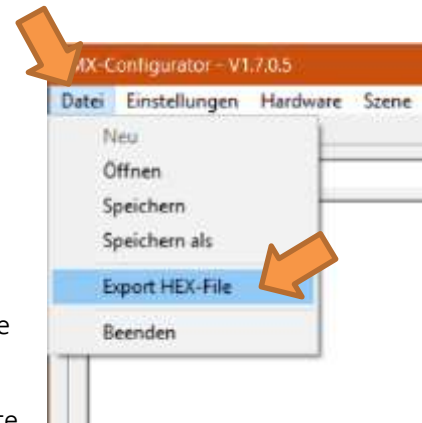 MX-Configurator - V1.7.0.5
Datei Einstellungen Hardware Szene
Neu
Öffnen
Speichern
Speichern als
Export HEX-File
Beenden
e
te